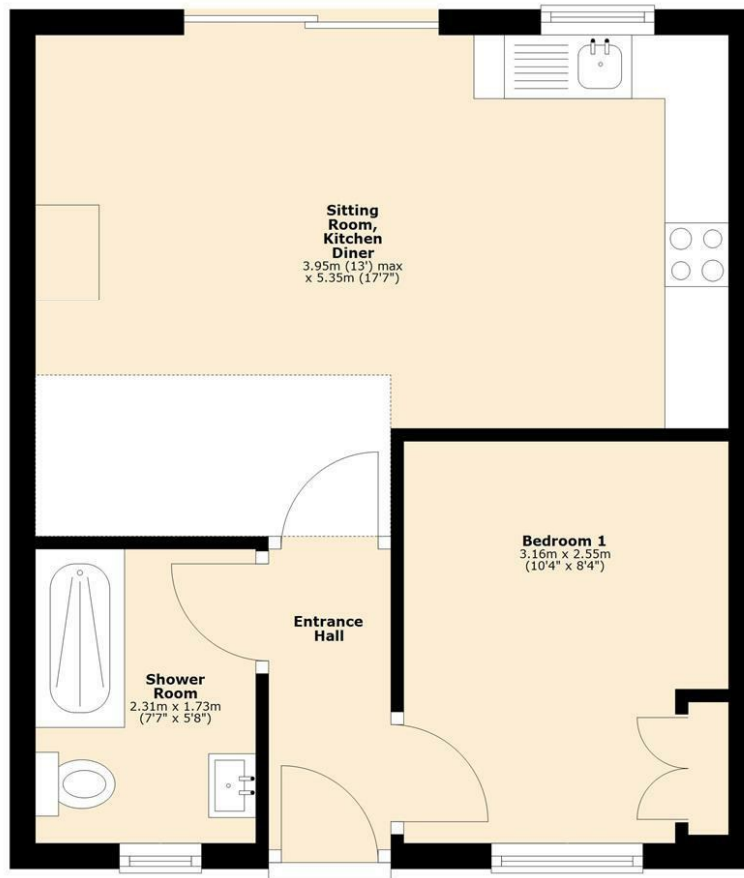 Sitting
Room,
Kitchen
Diner
3.95m (13') max
x 5.35m (17'7")
Bedroom 1
3.16m x 2.55m
(10'4" x 8'4")
Entrance
Hall
Shower
Room
2.31m x 1.73m
(7'7" x 5'8")